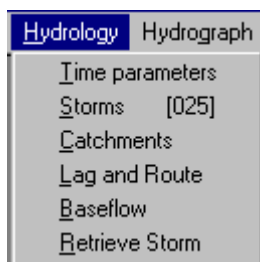 Hydrology Hydrograph
Time parameters
Storms [025]
Catchments
Lag and Route
Baseflow
Retrieve Storm